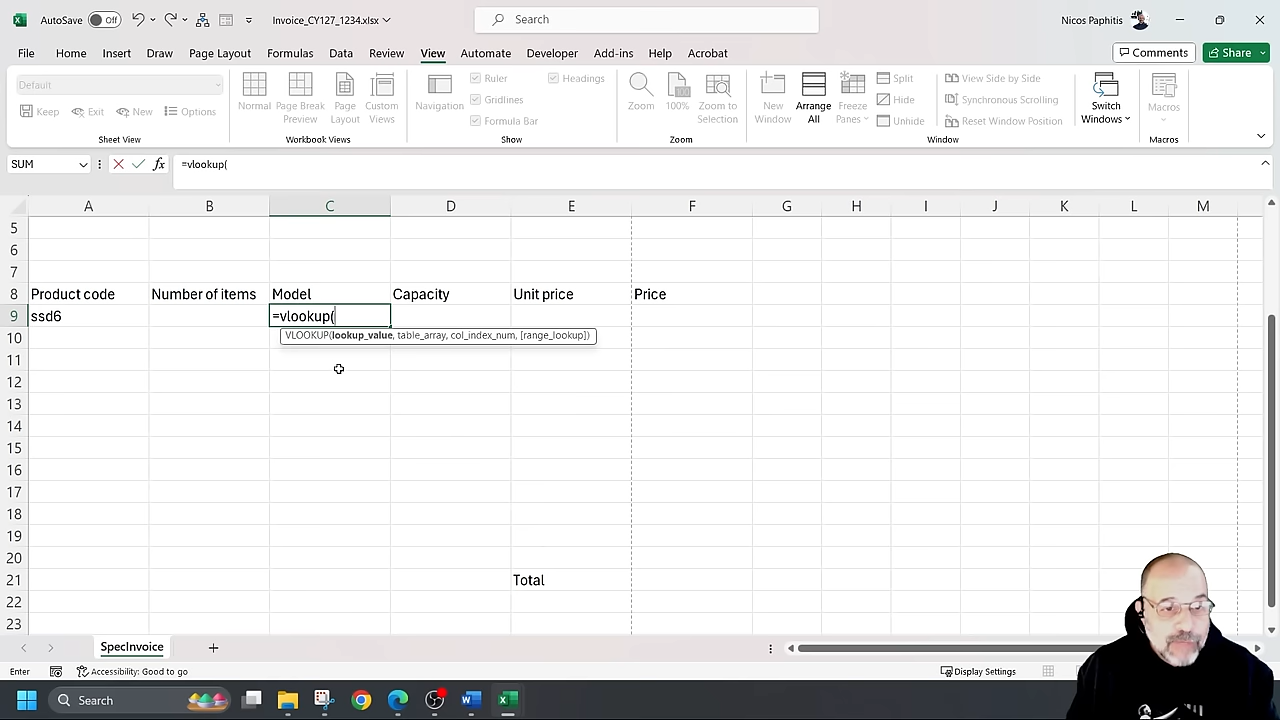 AutoSave Off Invoice_CY127_1234.xlsx Search Nicos Paphitis
File Home Insert Draw Page Layout Formulas Data Review View Automate Developer Add-ins Help Acrobat Comments Share
Default
Keep Exit New Options
Sheet View
Normal Page Break Preview Page Layout Custom Views
Workbook Views
Navigation
Ruler
Gridlines
Formula Bar
Headings
Show
Zoom 100% Zoom to Selection
Zoom
New Window Arrange All Freeze Panes
Split
Hide
Unhide
View Side by Side
Synchronous Scrolling
Reset Window Position
Switch Windows
Window
Macros
Macros
SUM fx =vlookup(
A B C D E F G H I J K L M
5
6
7
8 Product code Number of items Model Capacity Unit price Price
9 ssd6 =vlookup(
VLOOKUP(lookup_value, table_array, col_index_num, [range_lookup])
10
11
12
13
14
15
16
17
18
19
20
21 Total
22
23
SpecInvoice
Enter Accessibility: Good to go Display Settings
Search